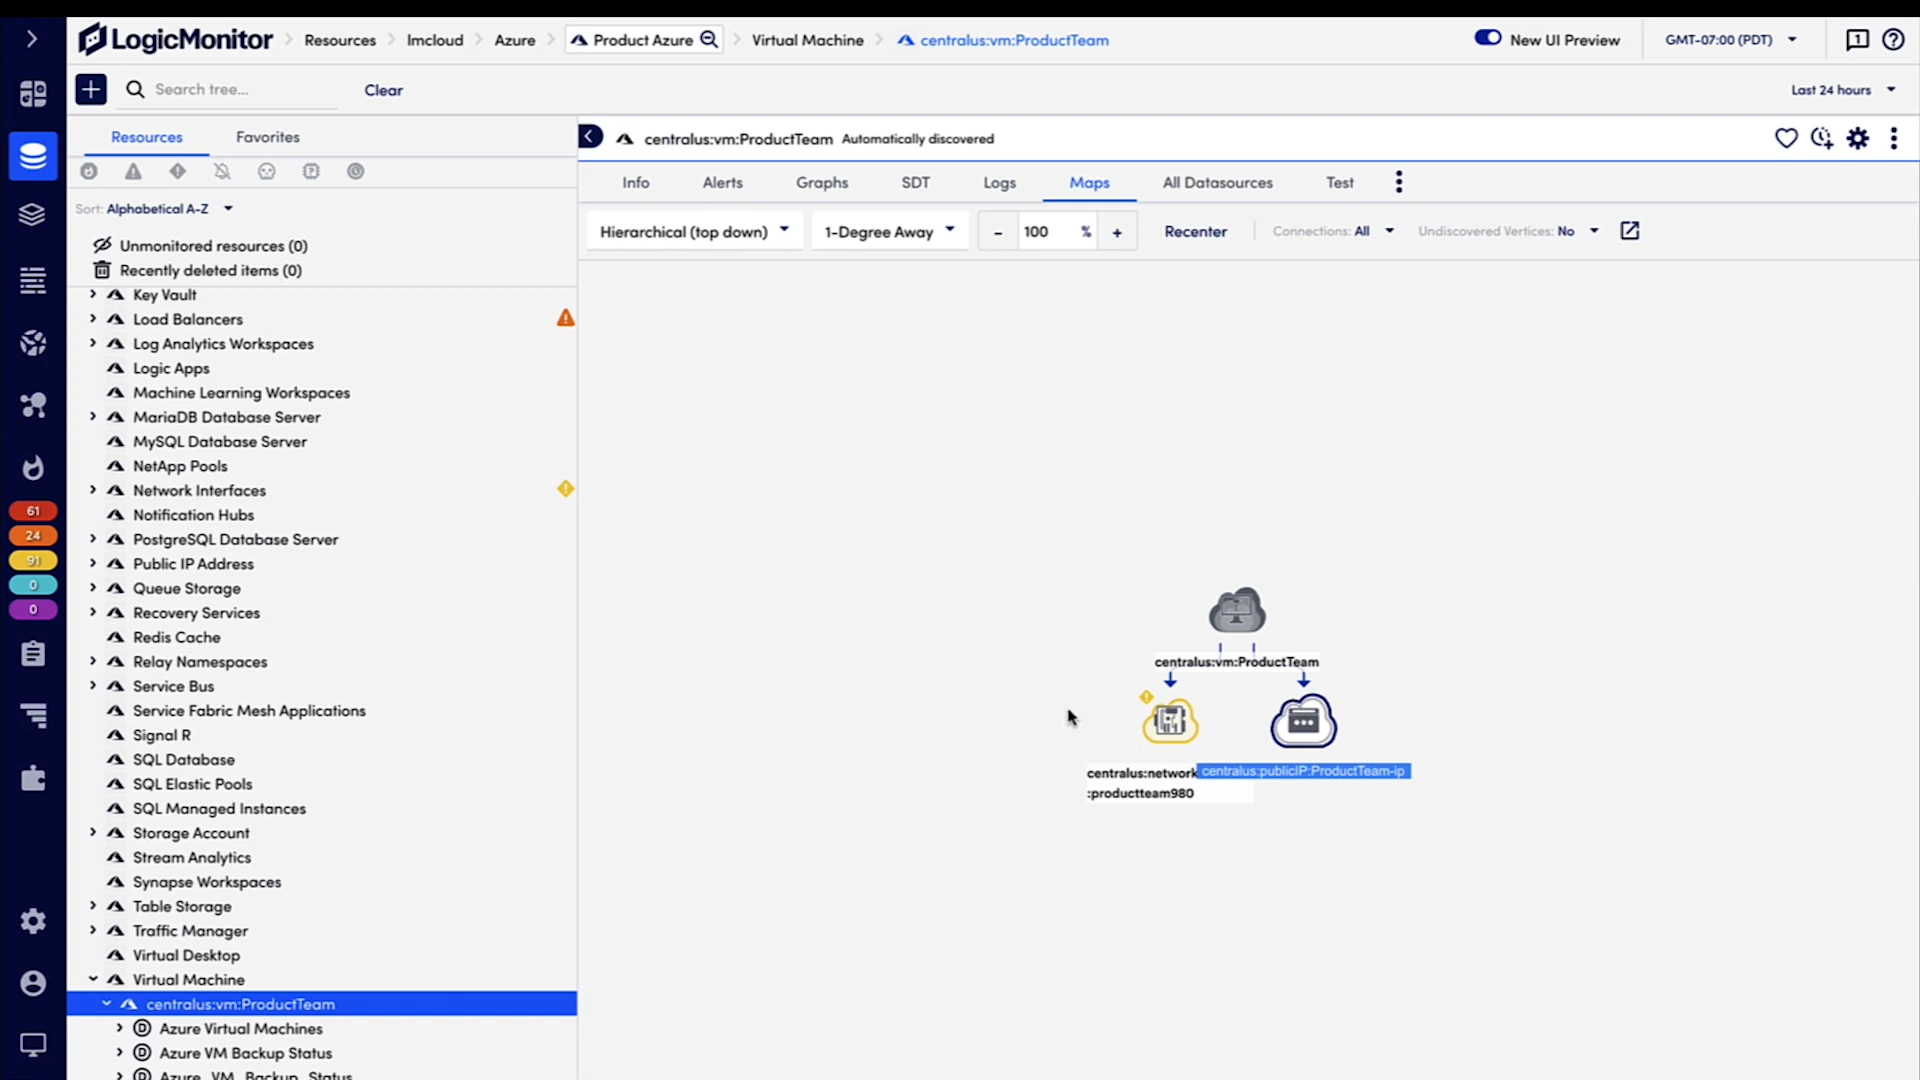 LogicMonitor Resources lmcloud Azure Product Azure Virtual Machine centralus:vm:ProductTeam New UI Preview GMT-07:00 (PDT) 1
Search tree... Clear Last 24 hours
Resources Favorites
centralus:vm:ProductTeam Automatically discovered
Info Alerts Graphs SDT Logs Maps All Datasources Test
Sort: Alphabetical A-Z
Hierarchical (top down) 1-Degree Away - 100 % + Recenter Connections: All Undiscovered Vertices: No
Unmonitored resources (0)
Recently deleted items (0)
Key Vault
Load Balancers
Log Analytics Workspaces
Logic Apps
Machine Learning Workspaces
MariaDB Database Server
MySQL Database Server
NetApp Pools
Network Interfaces
Notification Hubs
PostgreSQL Database Server
Public IP Address
Queue Storage
Recovery Services
Redis Cache
Relay Namespaces
Service Bus
Service Fabric Mesh Applications
Signal R
SQL Database
SQL Elastic Pools
SQL Managed Instances
Storage Account
Stream Analytics
Synapse Workspaces
Table Storage
Traffic Manager
Virtual Desktop
Virtual Machine
centralus:vm:ProductTeam
D Azure Virtual Machines
D Azure VM Backup Status
D Azure_VM_Backup_Status
61
24
91
0
0
centralus:vm:ProductTeam
centralus:network
:productteam980
centralus:publicIP:ProductTeam-ip